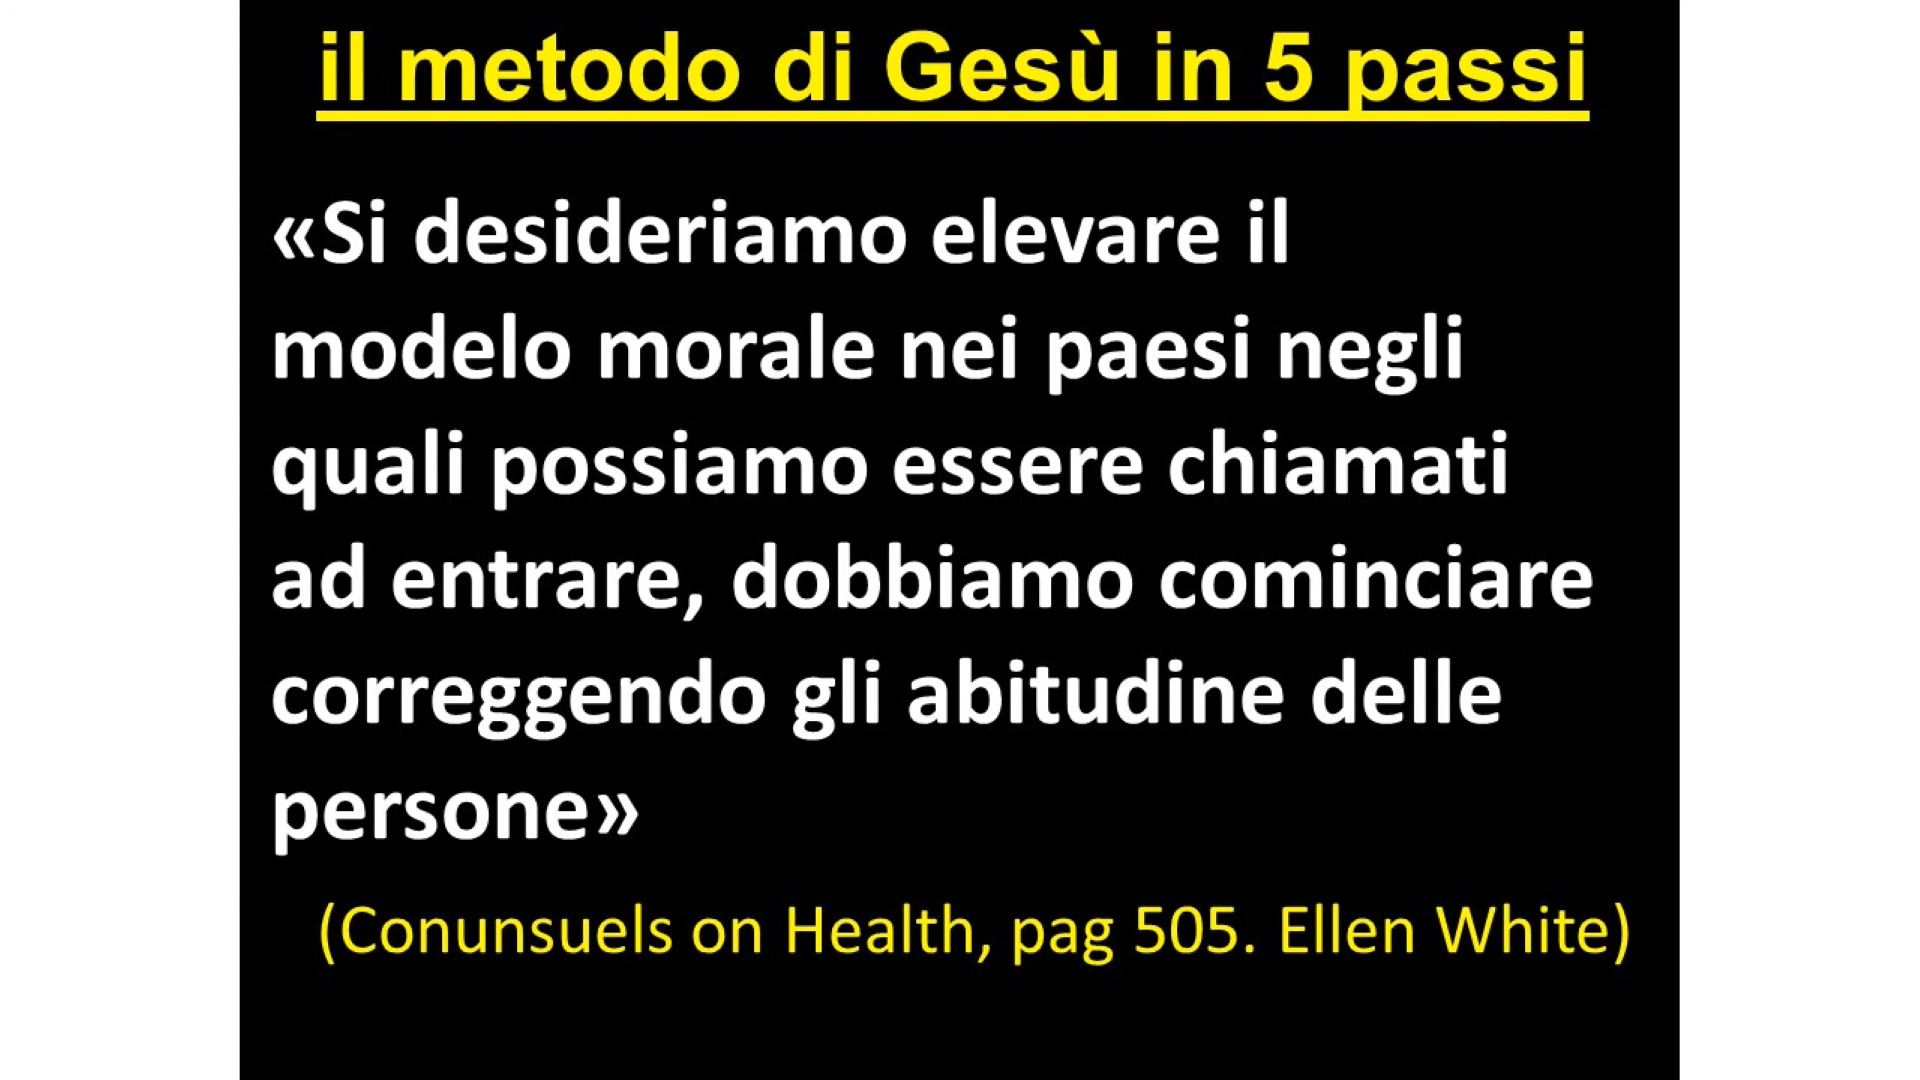 il metodo di Gesù in 5 passi
«Si desideriamo elevare il
modelo morale nei paesi negli
quali possiamo essere chiamati
ad entrare, dobbiamo cominciare
correggendo gli abitudine delle
persone»
(Conunsuels on Health, pag 505. Ellen White)